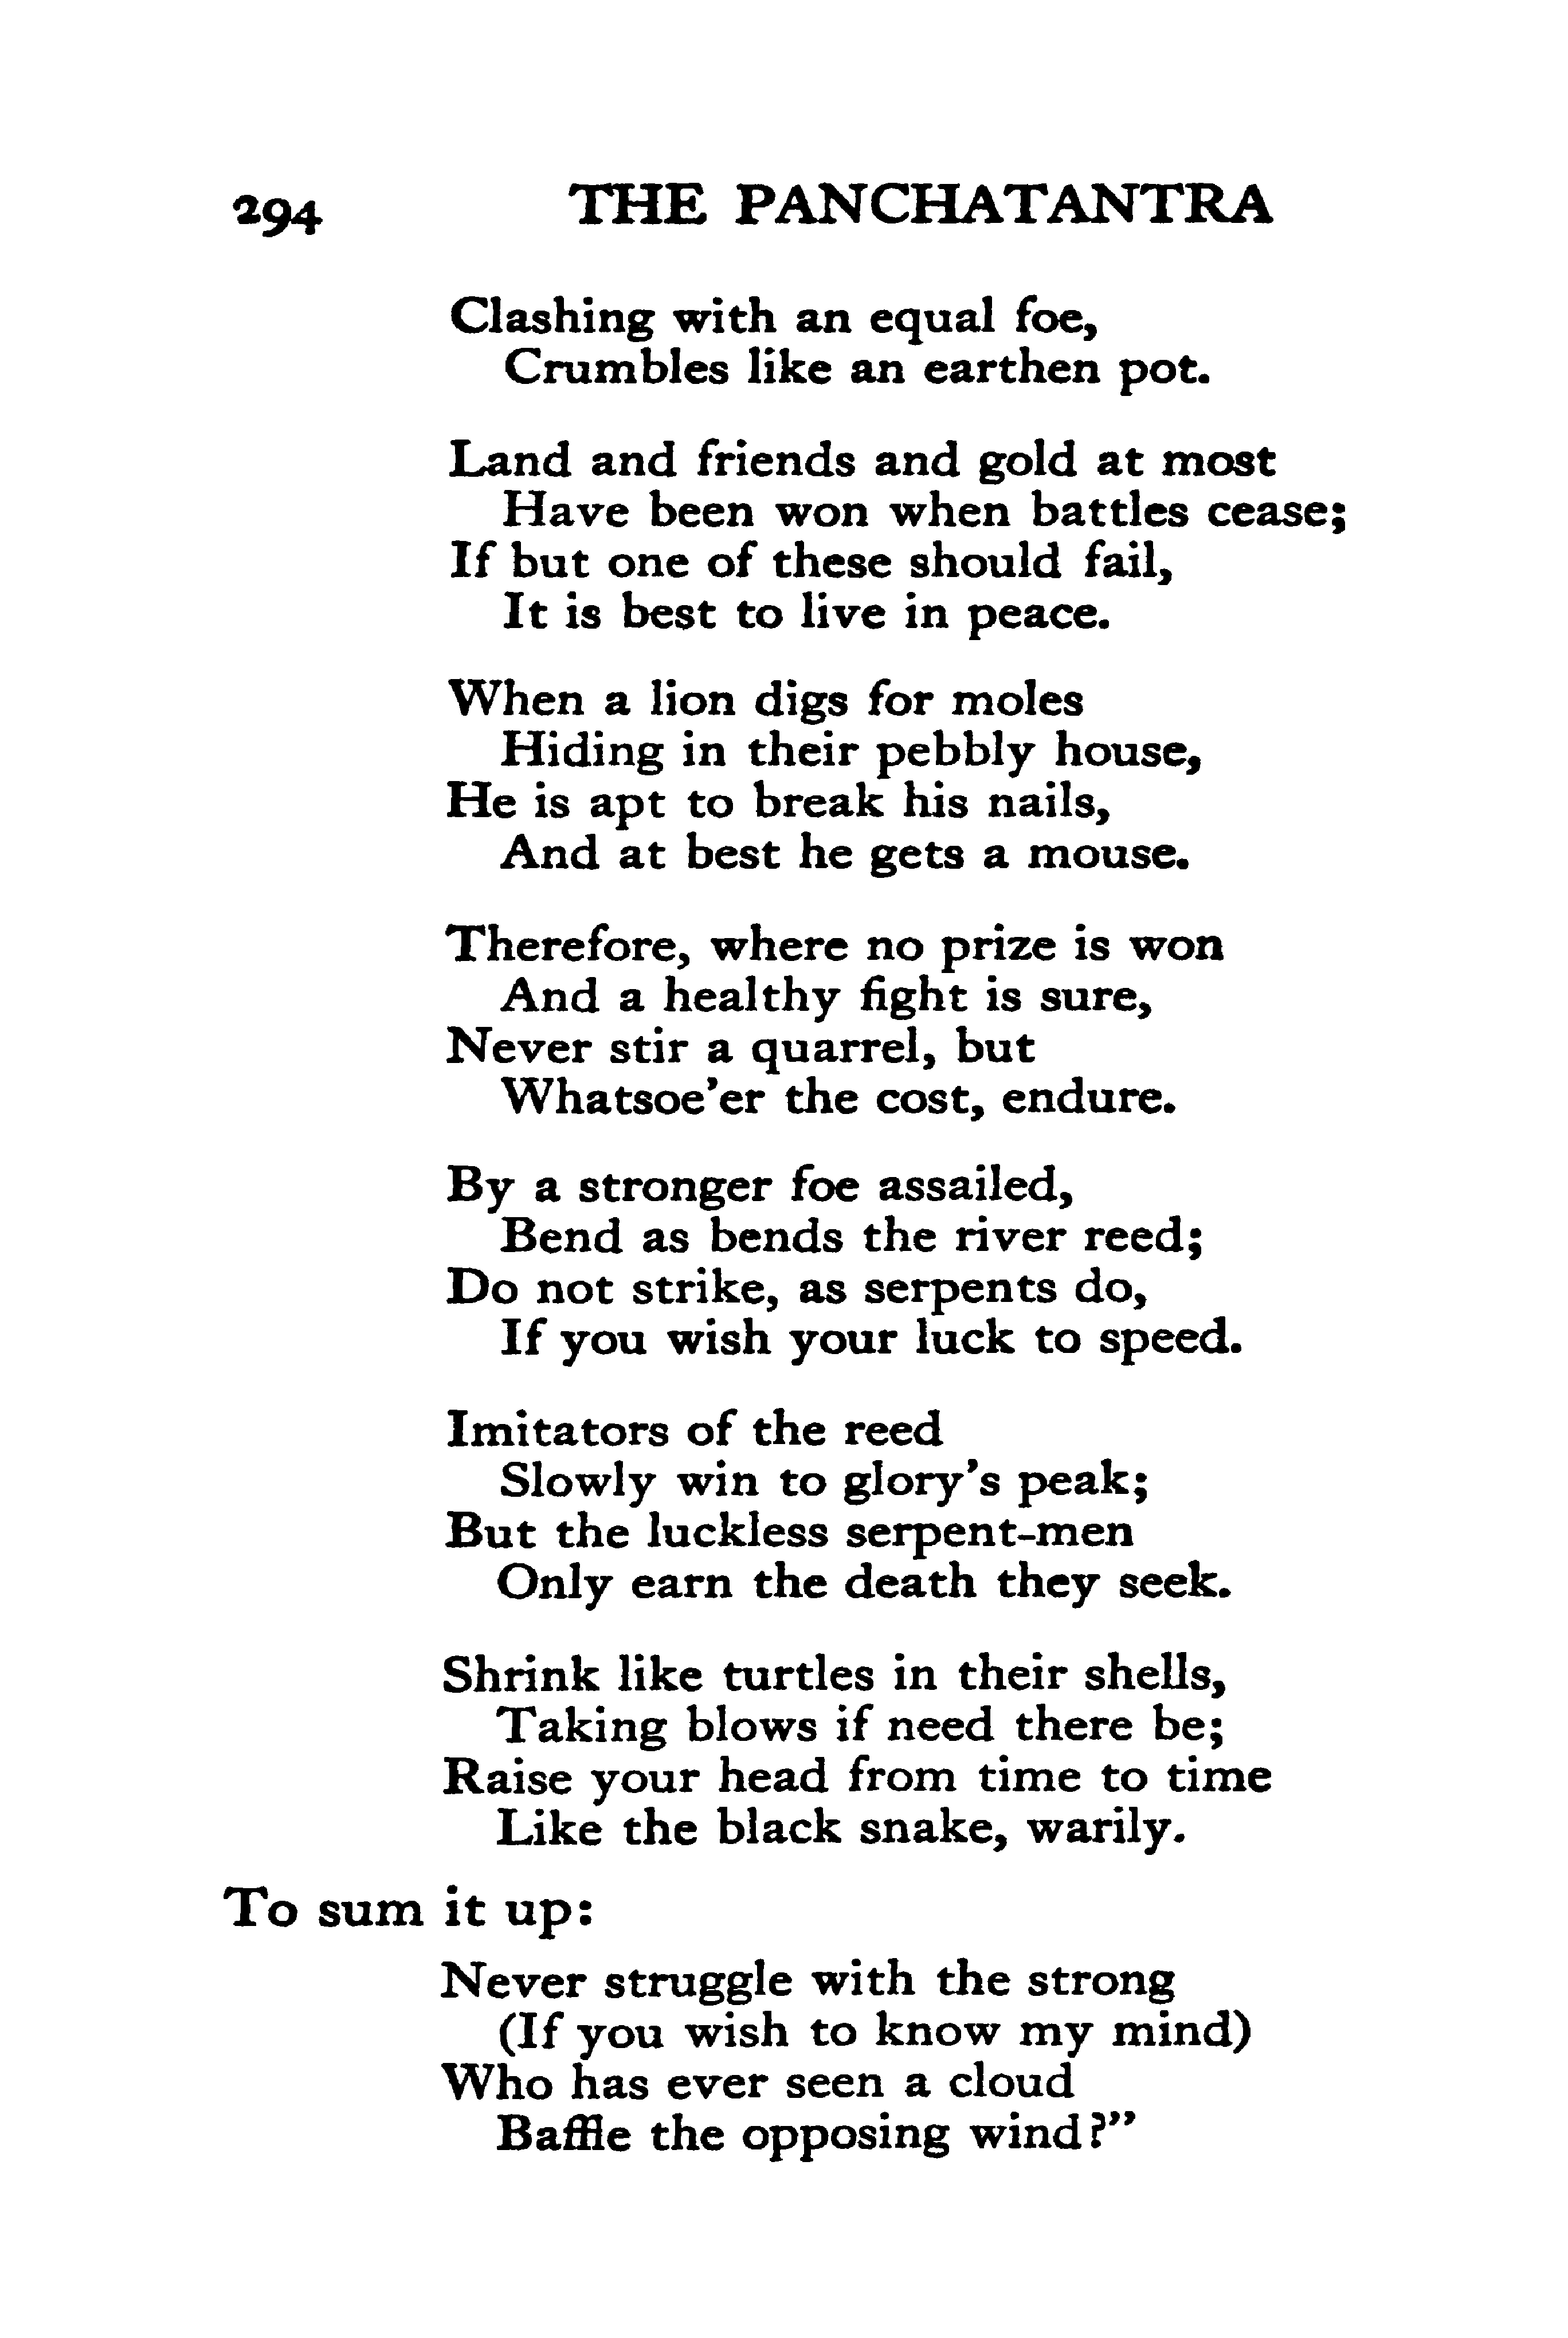 294 THE PANCHATANTRA
Clashing with an equal foe,
Crumbles like an earthen pot.
Land and friends and gold at most
Have been won when battles cease;
If but one of these should fail,
It is best to live in peace.
When a lion digs for moles
Hiding in their pebbly house,
He is apt to break his nails,
And at best he gets a mouse.
Therefore, where no prize is won
And a healthy fight is sure,
Never stir a quarrel, but
Whatsoe’er the cost, endure.
By a stronger foe assailed,
Bend as bends the river reed;
Do not strike, as serpents do,
If you wish your luck to speed.
Imitators of the reed
Slowly win to glory’s peak;
But the luckless serpent-men
Only earn the death they seek.
Shrink like turtles in their shells,
Taking blows if need there be;
Raise your head from time to time
Like the black snake, warily.
To sum it up:
Never struggle with the strong
(If you wish to know my mind)
Who has ever seen a cloud
Baffle the opposing wind?”